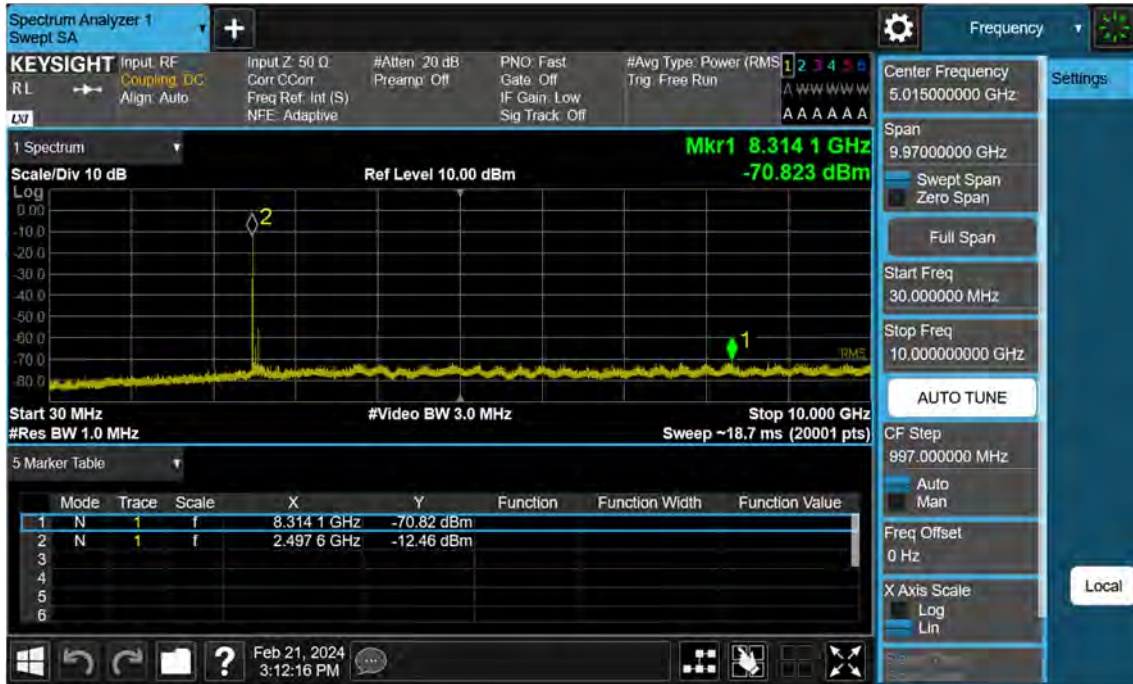 Spectrum Analyzer 1
Swept SA
+
Frequency
KEYSIGHT
RL
LXI
Input: RF
Coupling: DC
Align: Auto
Input Z: 50 Ω
Corr CCorr
Freq Ref: Int (S)
NFE: Adaptive
#Atten: 20 dB
Preamp: Off
PNO: Fast
Gate: Off
IF Gain: Low
Sig Track: Off
#Avg Type: Power (RMS
Trig: Free Run
1 2 3 4 5 6
A W W W W W
A A A A A A
Center Frequency
5.015000000 GHz
Settings
1 Spectrum
Mkr1 8.314 1 GHz
-70.823 dBm
Scale/Div 10 dB
Ref Level 10.00 dBm
Log
0.00
-10.0
-20.0
-30.0
-40.0
-50.0
-60.0
-70.0
-80.0
2
1
RMS
Start 30 MHz
#Video BW 3.0 MHz
Stop 10.000 GHz
#Res BW 1.0 MHz
Sweep ~18.7 ms (20001 pts)
Span
9.97000000 GHz
Swept Span
Zero Span
Full Span
Start Freq
30.000000 MHz
Stop Freq
10.000000000 GHz
AUTO TUNE
CF Step
997.000000 MHz
Auto
Man
Freq Offset
0 Hz
X Axis Scale
Log
Lin
Local
5 Marker Table
Mode Trace Scale X Y Function Function Width Function Value
1 N 1 f 8.314 1 GHz -70.82 dBm
2 N 1 f 2.497 6 GHz -12.46 dBm
3
4
5
6
?
Feb 21, 2024
3:12:16 PM